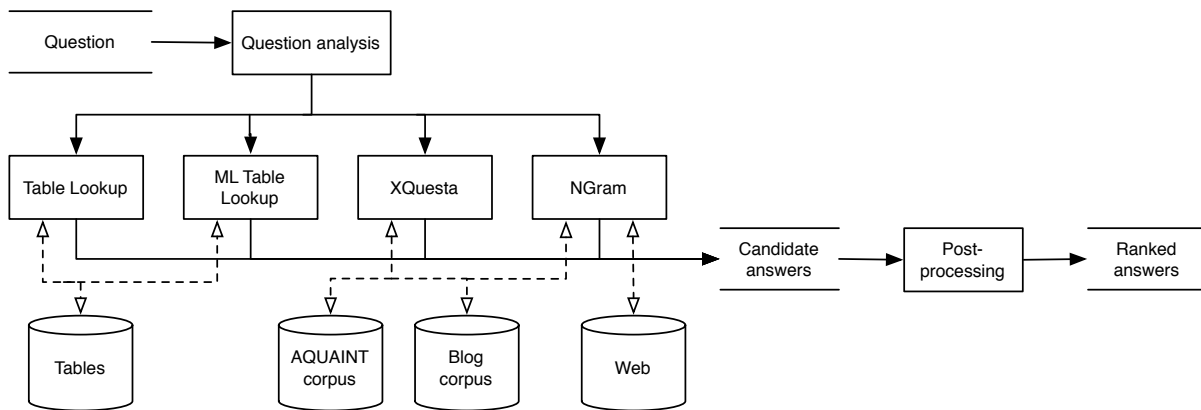 Question
Question analysis
Table Lookup
ML Table
Lookup
XQuesta
NGram
Candidate
answers
Post-
processing
Ranked
answers
Tables
AQUAINT
corpus
Blog
corpus
Web